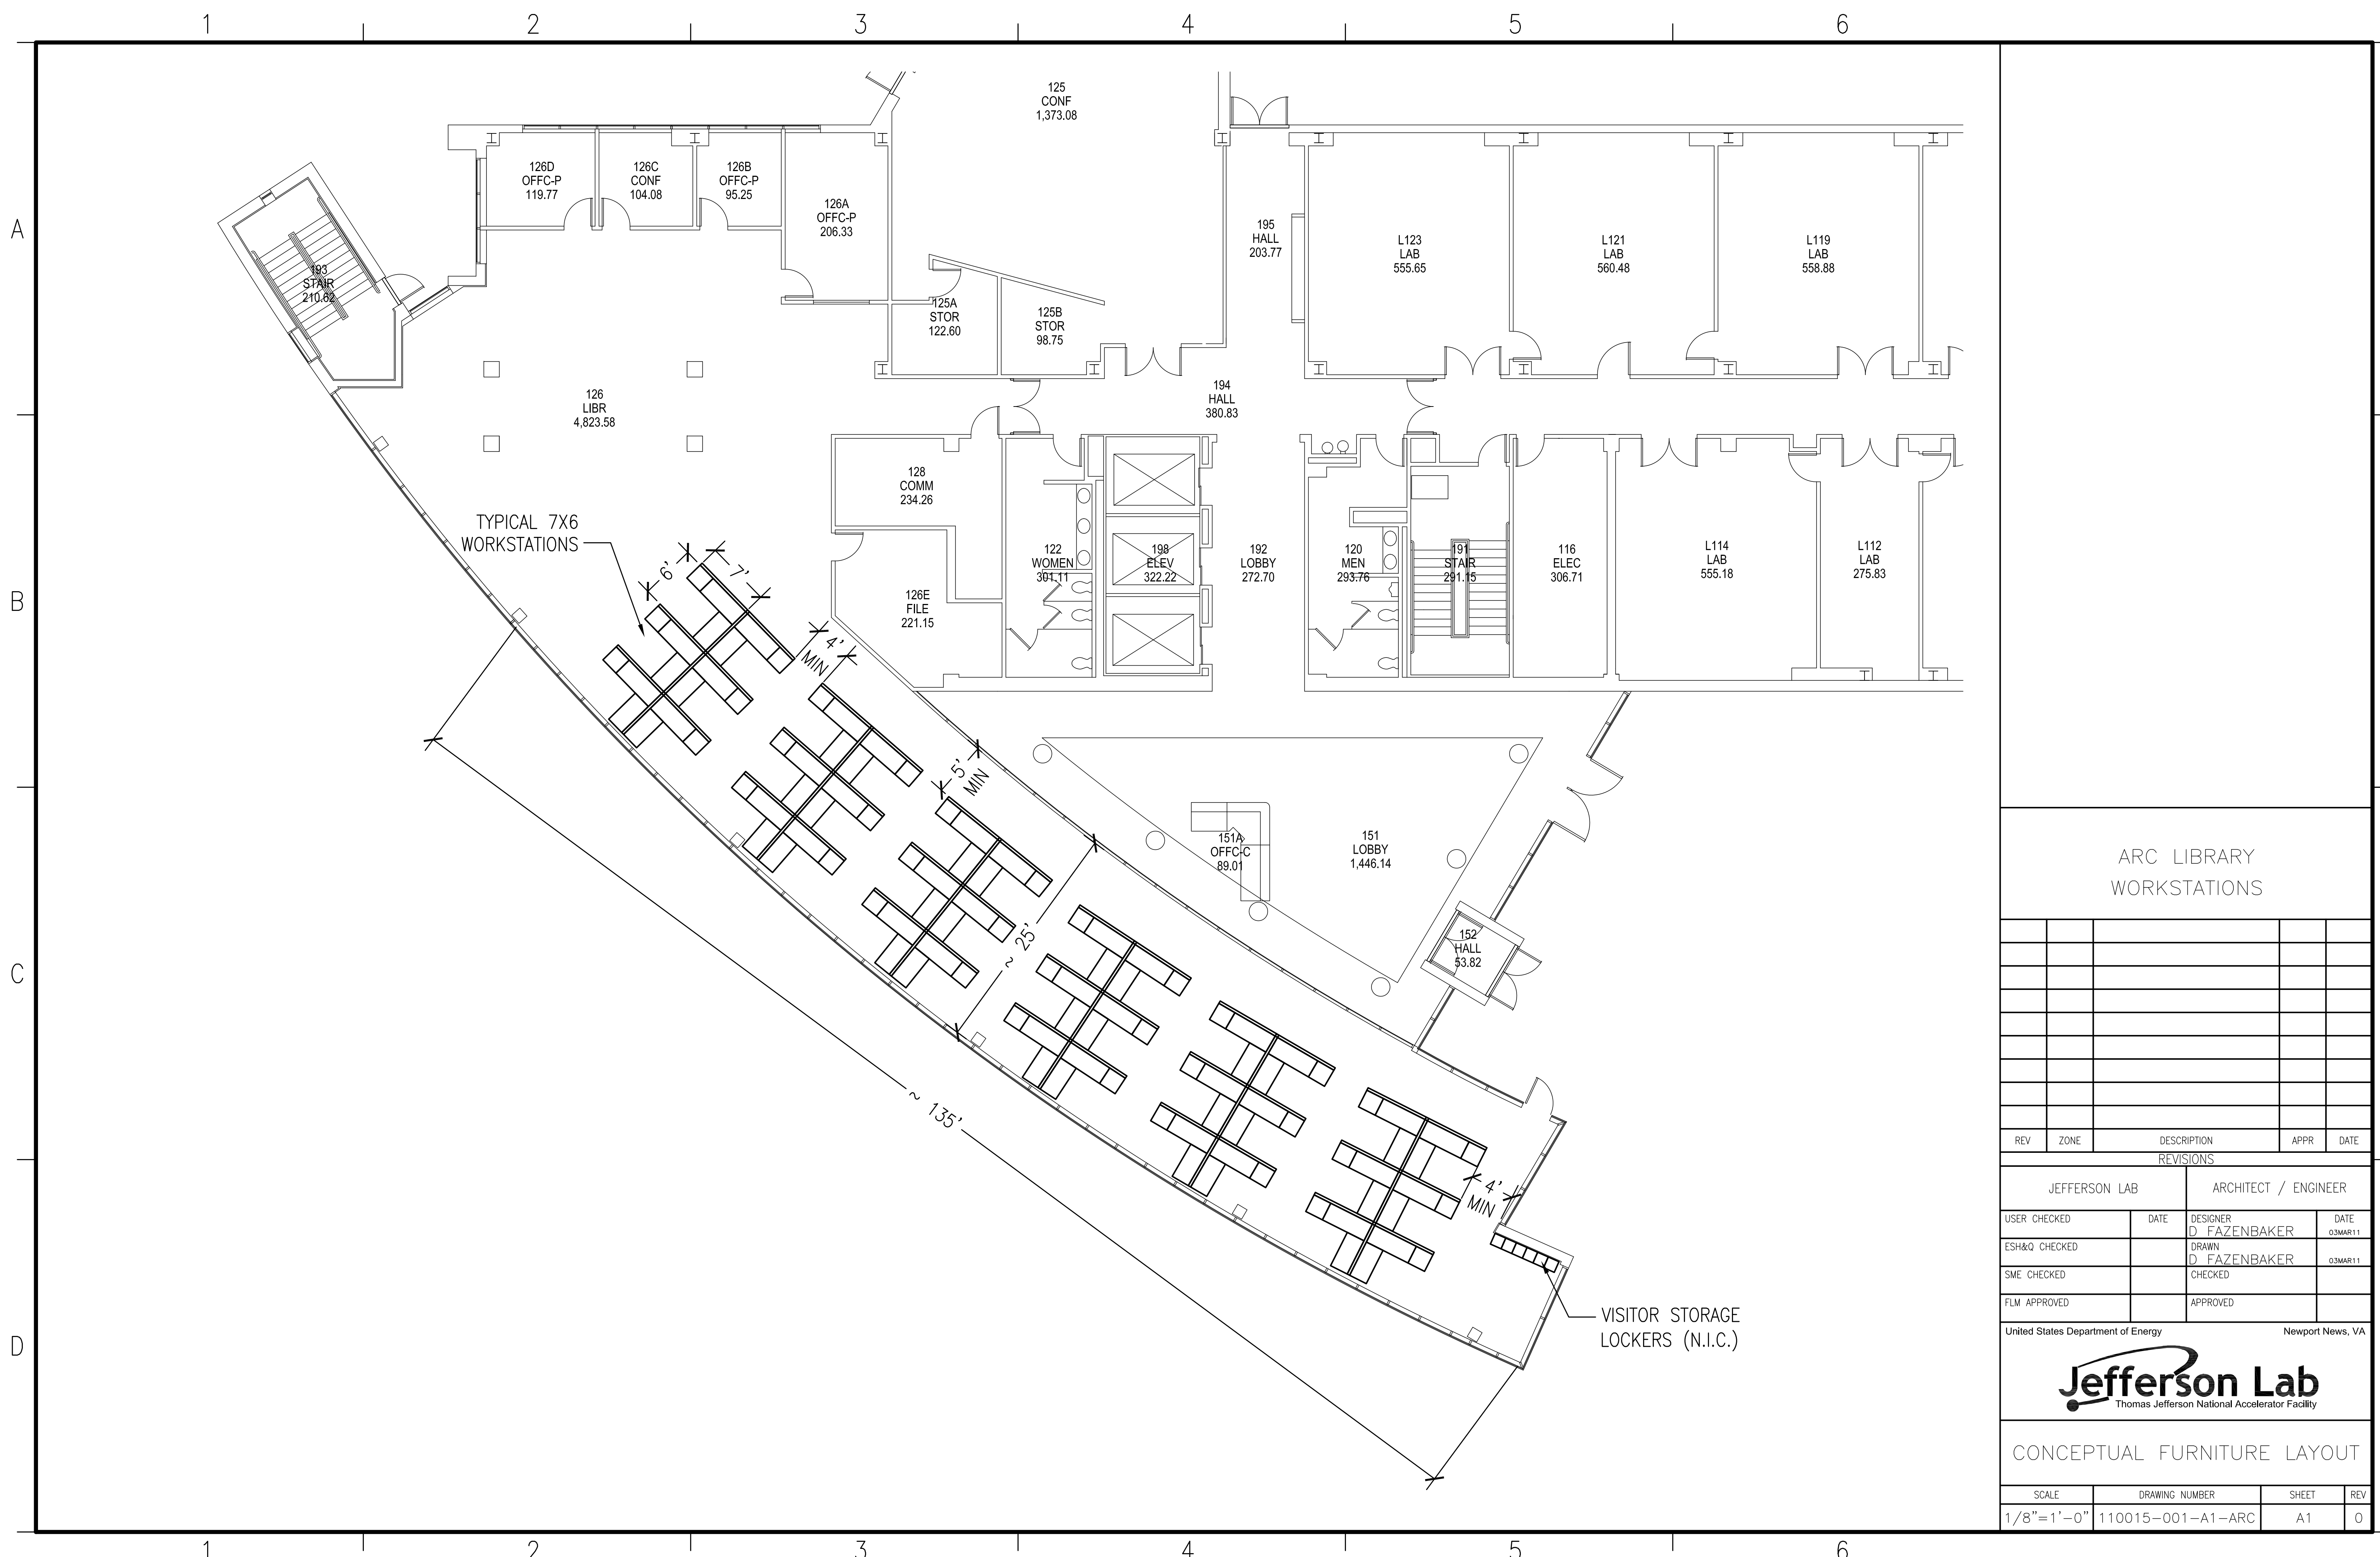 1 2 3 4 5 6
A
B
C
D
125
CONF
1,373.08
126D
OFFC-P
119.77
126C
CONF
104.08
126B
OFFC-P
95.25
126A
OFFC-P
206.33
195
HALL
203.77
L123
LAB
555.65
L121
LAB
560.48
L119
LAB
558.88
193
STAIR
210.62
125A
STOR
122.60
125B
STOR
98.75
126
LIBR
4,823.58
194
HALL
380.83
128
COMM
234.26
TYPICAL 7X6
WORKSTATIONS
6'
7'
4'
MIN
126E
FILE
221.15
122
WOMEN
301.11
198
ELEV
322.22
192
LOBBY
272.70
120
MEN
293.76
191
STAIR
291.15
116
ELEC
306.71
L114
LAB
555.18
L112
LAB
275.83
5'
MIN
151A
OFFC-C
89.01
151
LOBBY
1,446.14
~ 25'
152
HALL
53.82
~ 135'
4'
MIN
VISITOR STORAGE
LOCKERS (N.I.C.)
1 2 3 4 5 6
ARC LIBRARY
WORKSTATIONS
REV ZONE DESCRIPTION APPR DATE
REVISIONS
JEFFERSON LAB ARCHITECT / ENGINEER
USER CHECKED DATE DESIGNER DATE
D FAZENBAKER 03MAR11
ESH&Q CHECKED DRAWN
D FAZENBAKER 03MAR11
SME CHECKED CHECKED
FLM APPROVED APPROVED
United States Department of Energy Newport News, VA
Jefferson Lab
Thomas Jefferson National Accelerator Facility
CONCEPTUAL FURNITURE LAYOUT
SCALE DRAWING NUMBER SHEET REV
1/8"=1'-0" 110015-001-A1-ARC A1 0